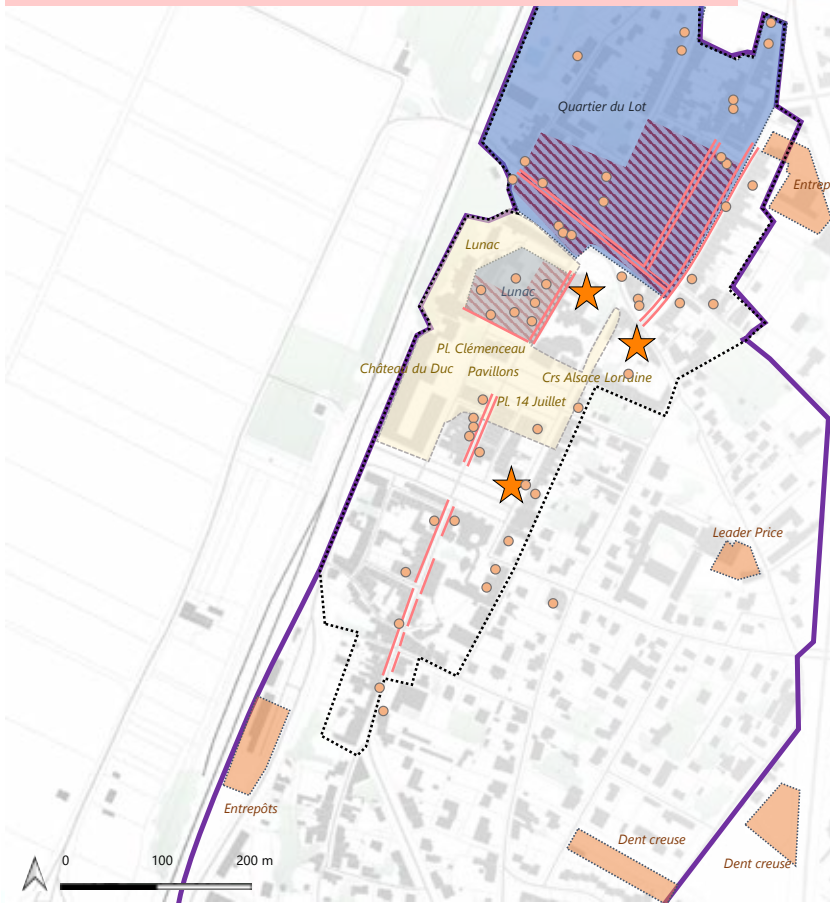 Quartier du Lot
Entrep
Lunac
Lunac
Pl. Clémenceau
Château du Duc
Pavillons
Crs Alsace Lorraine
Pl. 14 Juillet
Leader Price
Entrepôts
Dent creuse
Dent creuse
0 100 200 m